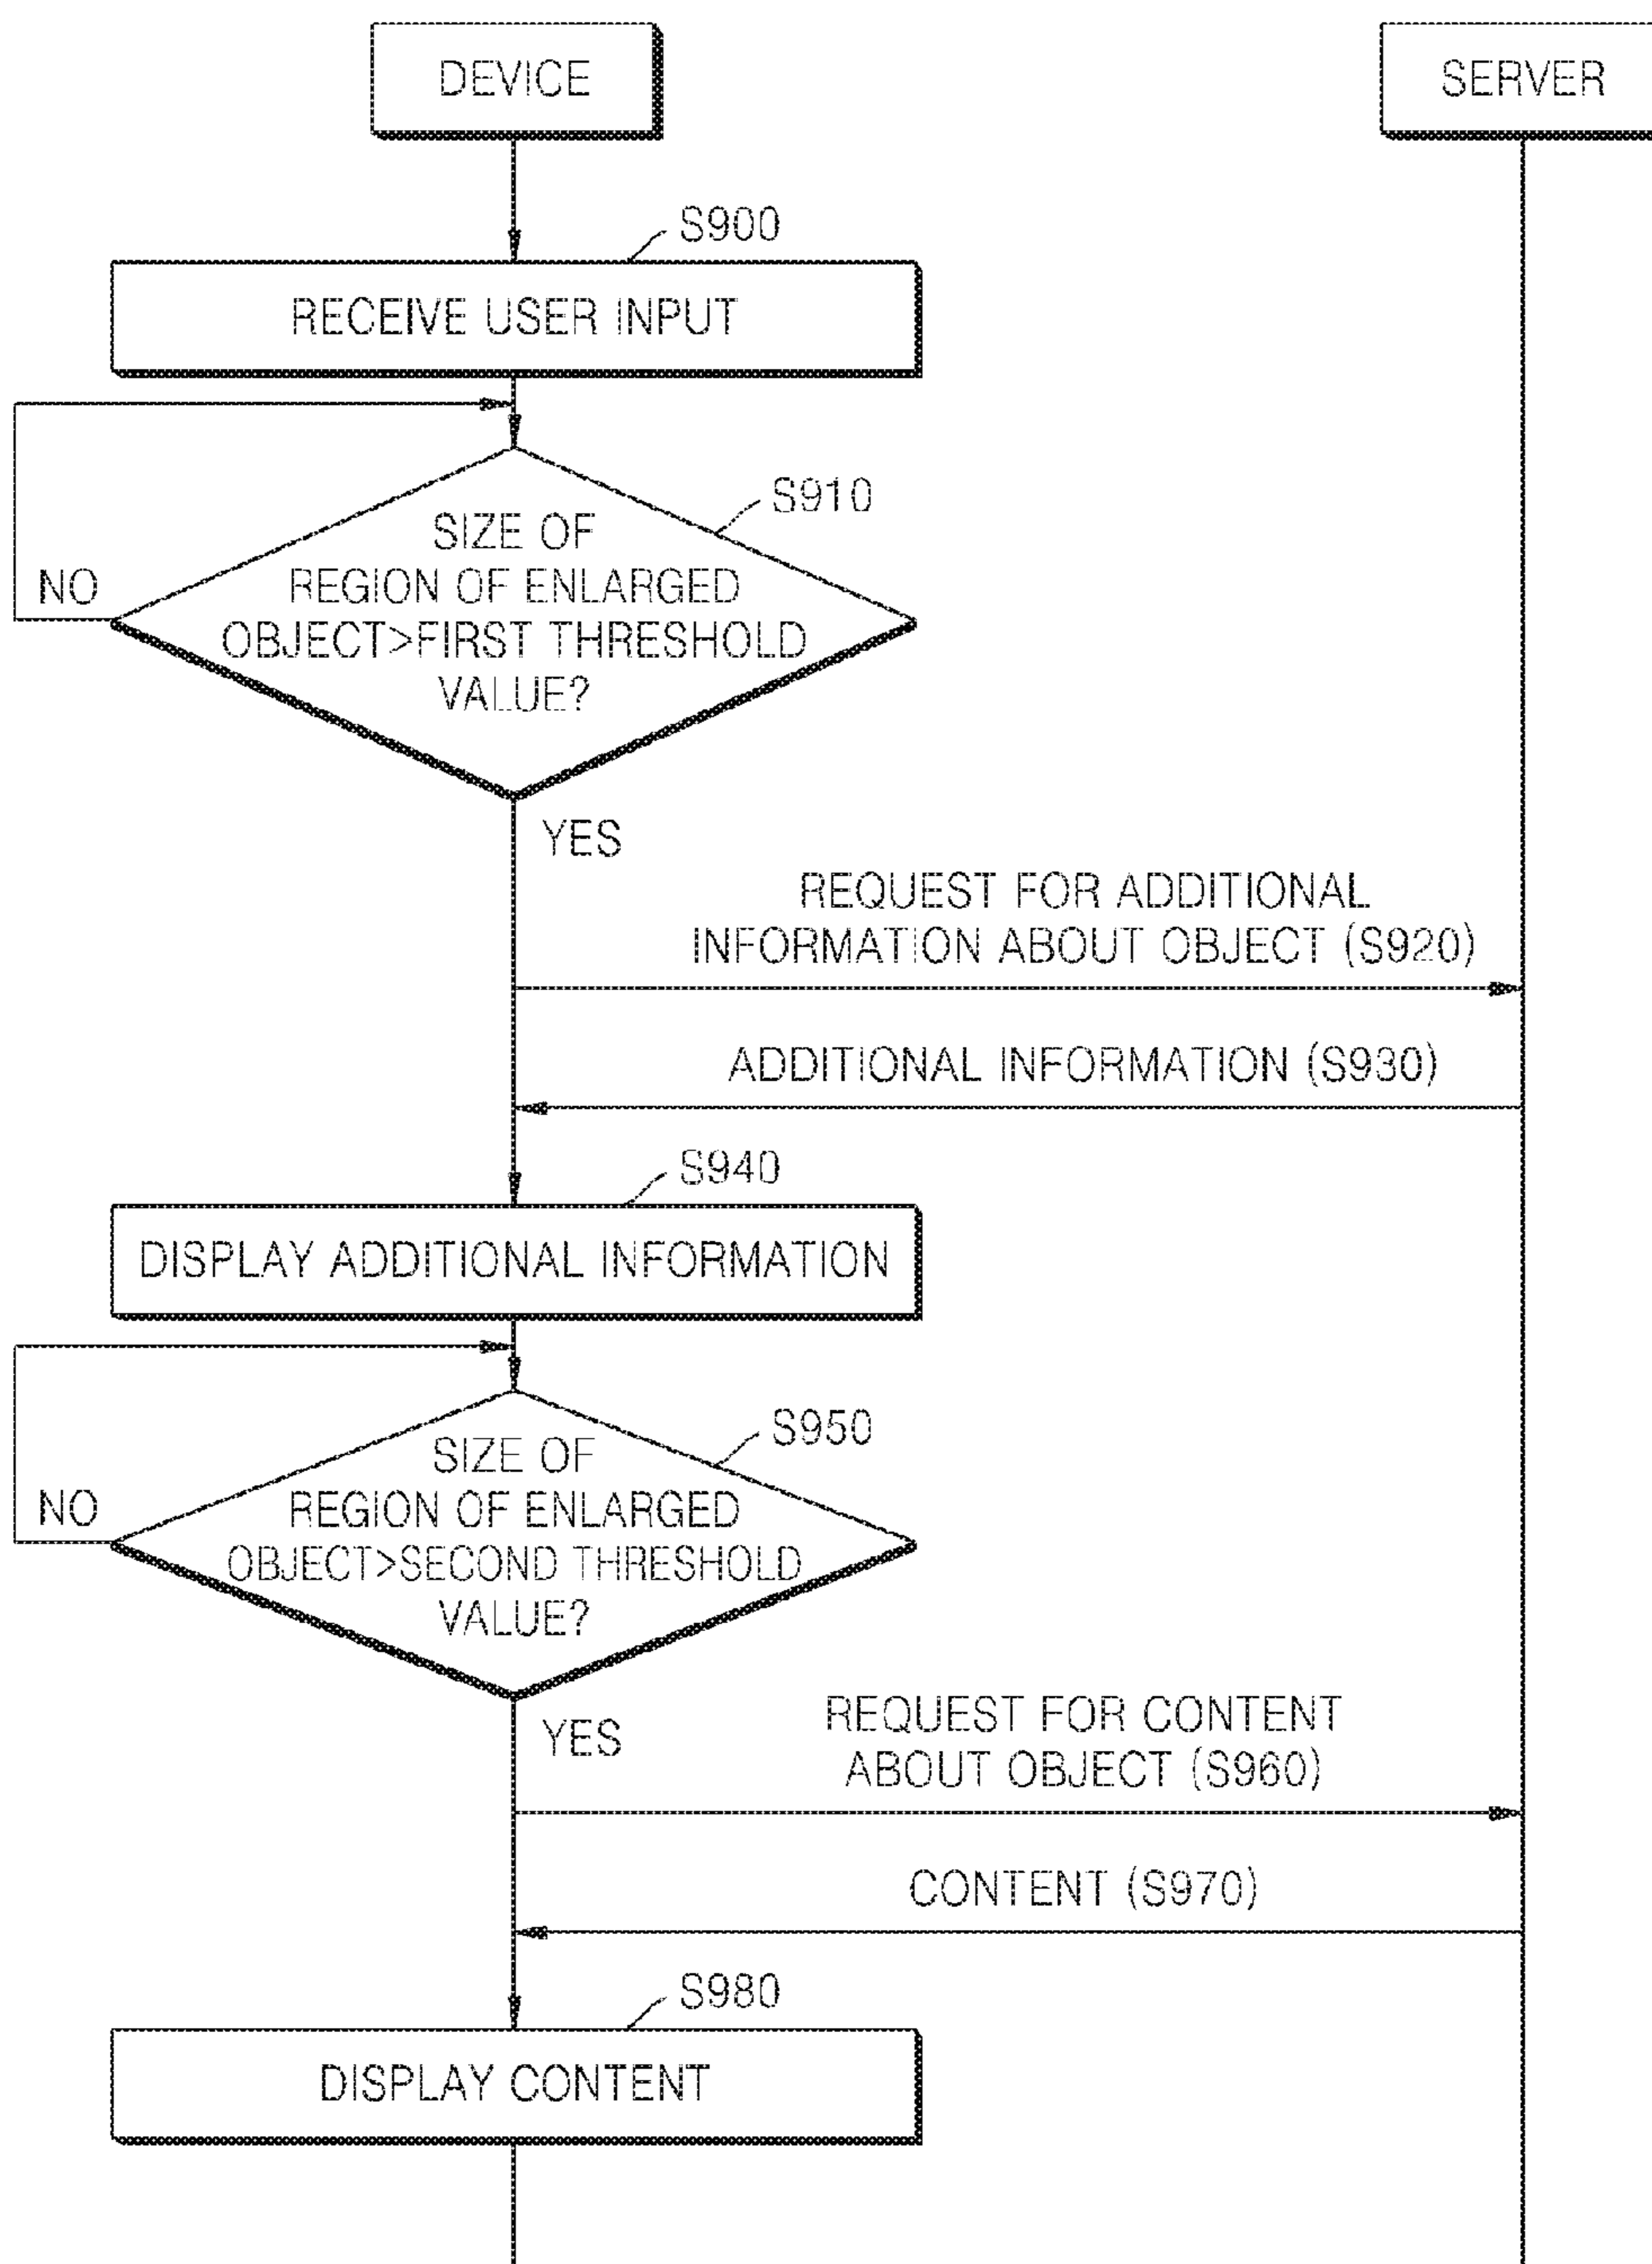 DEVICE
SERVER
S900
RECEIVE USER INPUT
S910
SIZE OF
REGION OF ENLARGED
OBJECT>FIRST THRESHOLD
VALUE?
NO
YES
REQUEST FOR ADDITIONAL
INFORMATION ABOUT OBJECT (S920)
ADDITIONAL INFORMATION (S930)
S940
DISPLAY ADDITIONAL INFORMATION
S950
SIZE OF
REGION OF ENLARGED
OBJECT>SECOND THRESHOLD
VALUE?
NO
YES
REQUEST FOR CONTENT
ABOUT OBJECT (S960)
CONTENT (S970)
S980
DISPLAY CONTENT